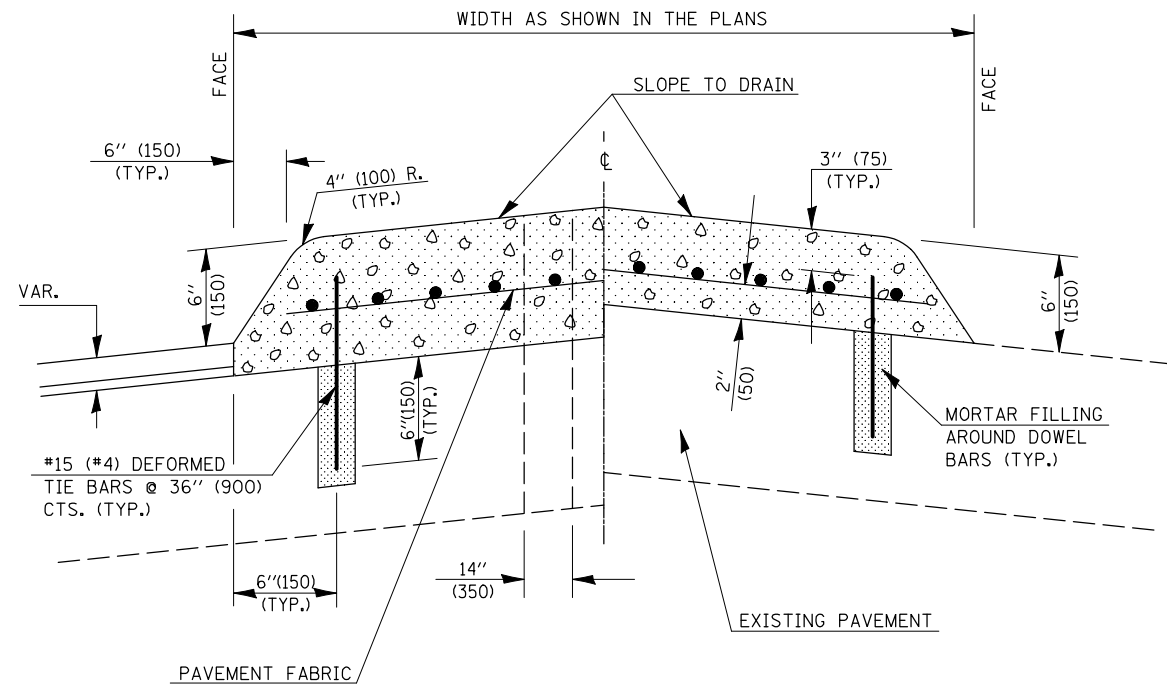 WIDTH AS SHOWN IN THE PLANS
FACE
FACE
SLOPE TO DRAIN
6" (150)
(TYP.)
4" (100) R.
(TYP.)
℄
3" (75)
(TYP.)
VAR.
6"
(150)
6"
(150)
6"(150)
(TYP.)
2"
(50)
MORTAR FILLING
AROUND DOWEL
BARS (TYP.)
#15 (#4) DEFORMED
TIE BARS @ 36" (900)
CTS. (TYP.)
6"(150)
(TYP.)
14"
(350)
EXISTING PAVEMENT
PAVEMENT FABRIC